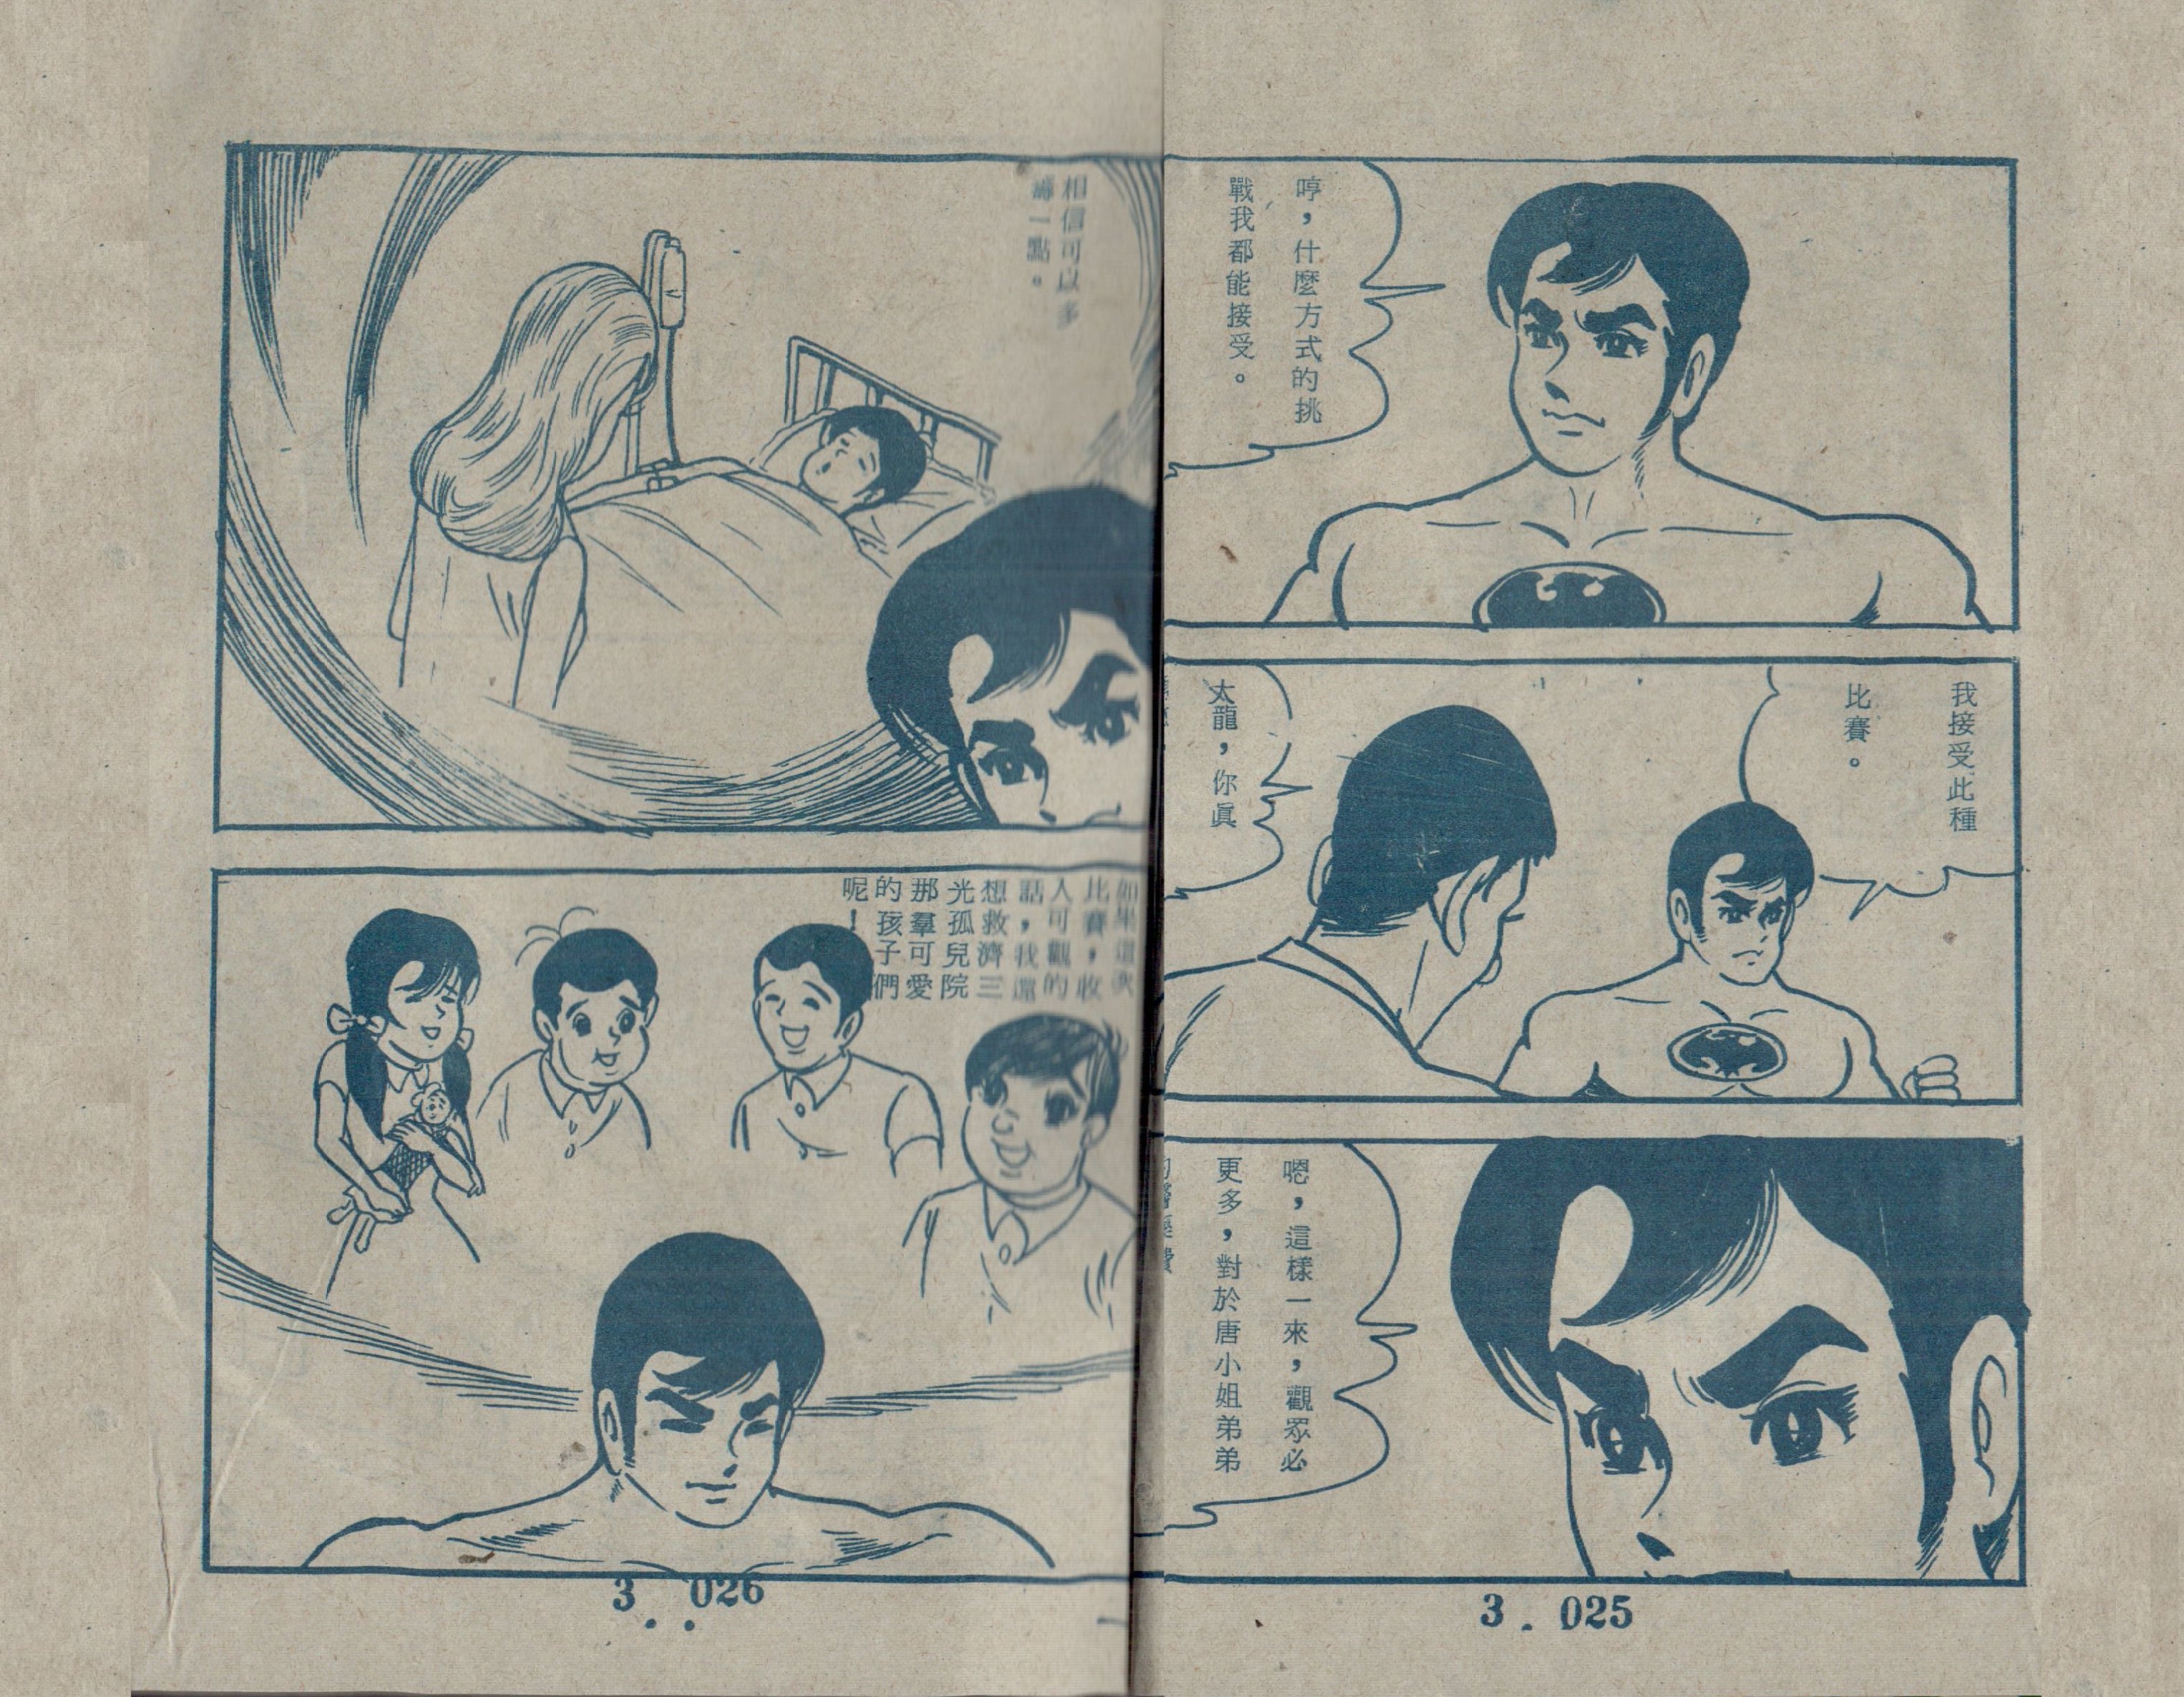 哼，什麼方式的挑
戰我都能接受。
我接受此種
比賽。
太龍，你眞
嗯，這樣一來，觀眾必
更多，對於唐小姐弟弟
3.025
相信可以多
一點。
如果這次
比賽，收
入可觀的
話，我還
想救濟三
光孤兒院
那羣可愛
的孩子們
呢！
3.026